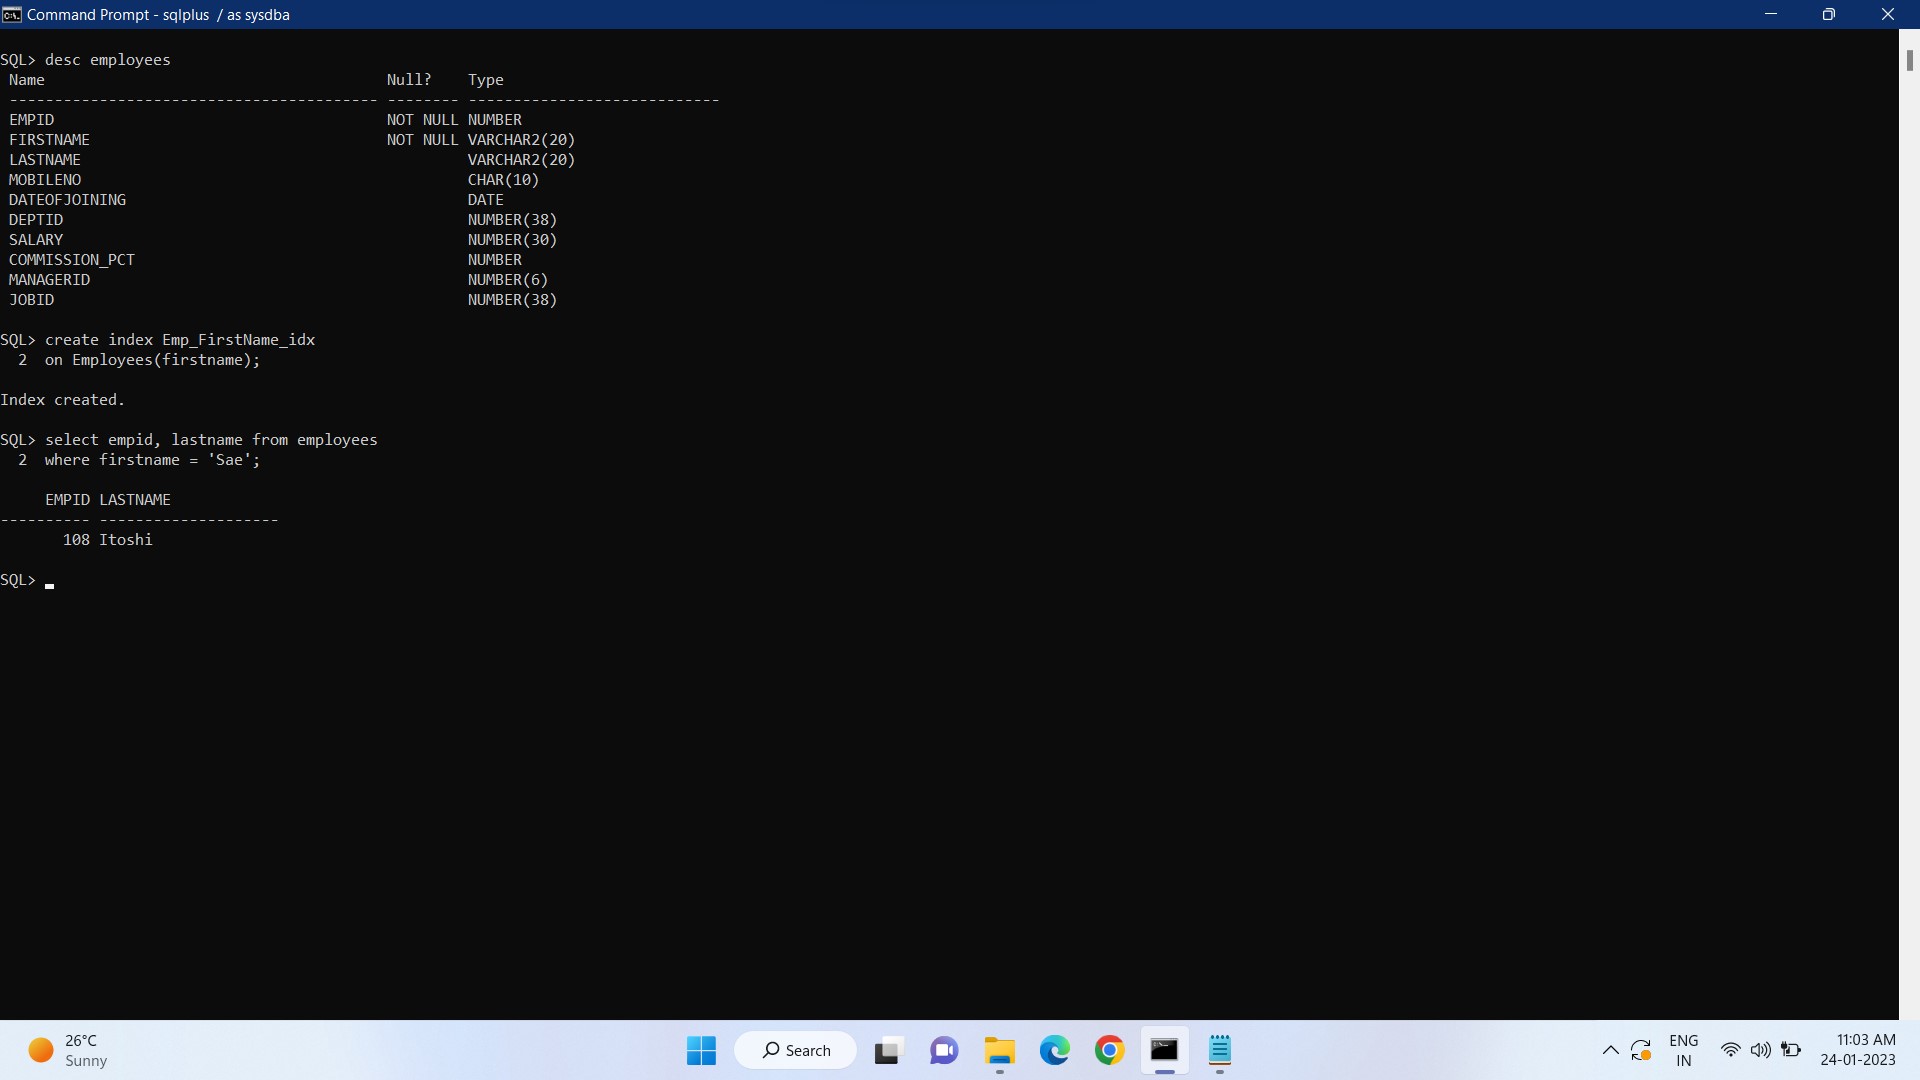 Command Prompt - sqlplus  / as sysdba
SQL> desc employees
 Name                                      Null?    Type
 ----------------------------------------- -------- ----------------------------
 EMPID                                     NOT NULL NUMBER
 FIRSTNAME                                 NOT NULL VARCHAR2(20)
 LASTNAME                                           VARCHAR2(20)
 MOBILENO                                           CHAR(10)
 DATEOFJOINING                                      DATE
 DEPTID                                             NUMBER(38)
 SALARY                                             NUMBER(30)
 COMMISSION_PCT                                     NUMBER
 MANAGERID                                          NUMBER(6)
 JOBID                                              NUMBER(38)
SQL> create index Emp_FirstName_idx
  2  on Employees(firstname);
Index created.
SQL> select empid, lastname from employees
  2  where firstname = 'Sae';
     EMPID LASTNAME
---------- --------------------
       108 Itoshi
SQL>
26°C
Sunny
Search
ENG
IN
11:03 AM
24-01-2023